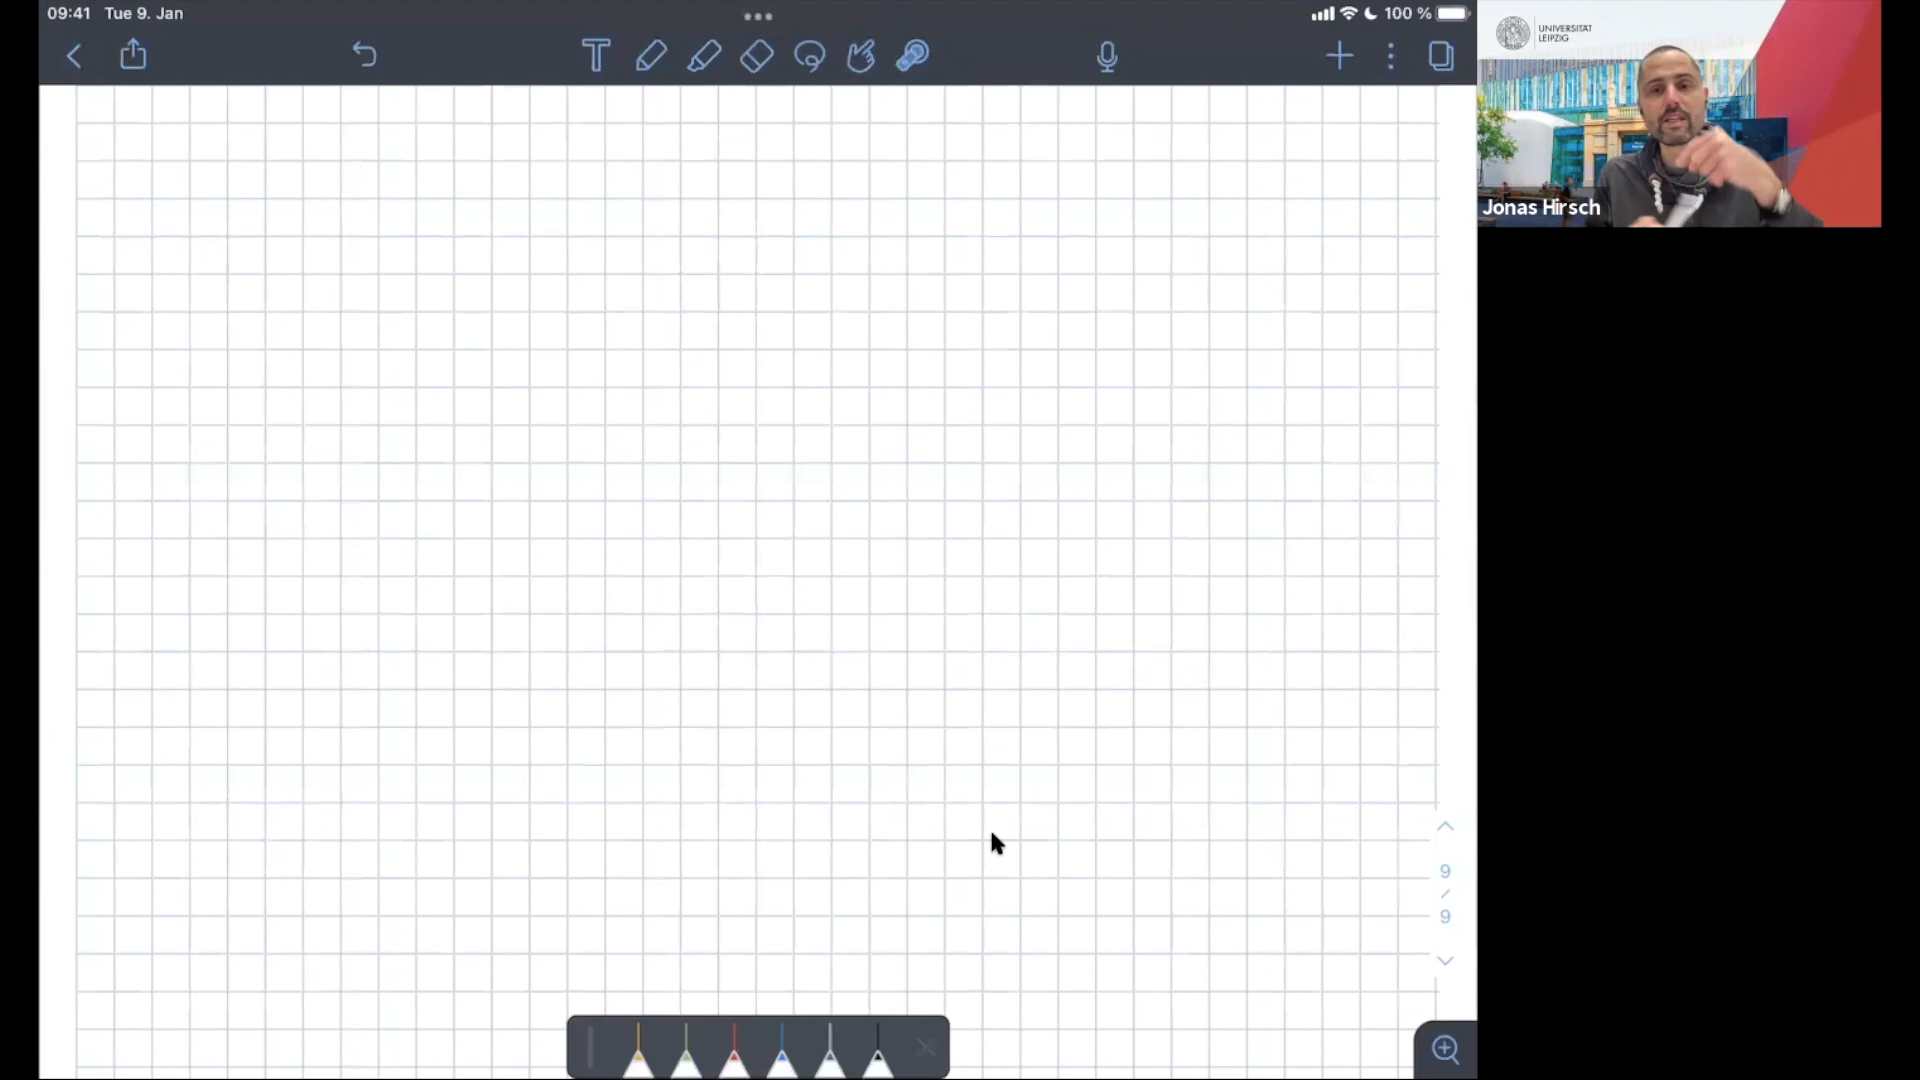 09:41 Tue 9. Jan
100 %
UNIVERSITÄT
LEIPZIG
Jonas Hirsch
9
/
9